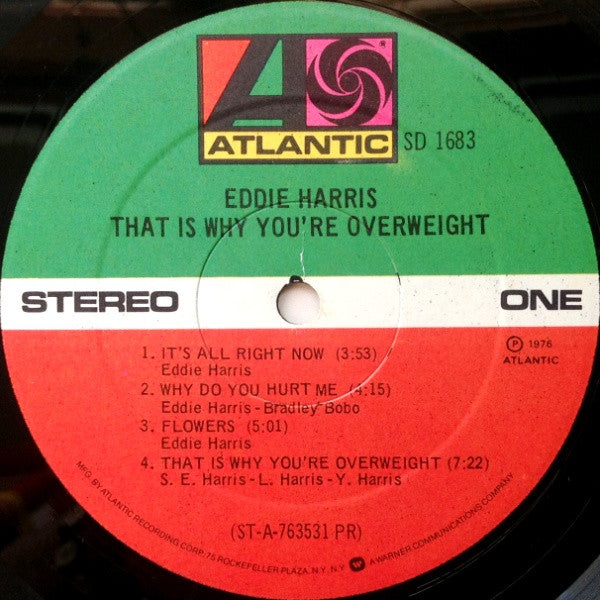 ATLANTIC
SD 1683
EDDIE HARRIS
THAT IS WHY YOU'RE OVERWEIGHT
STEREO
ONE
℗ 1976
ATLANTIC
1. IT'S ALL RIGHT NOW (3:53)
Eddie Harris
2. WHY DO YOU HURT ME (4:15)
Eddie Harris - Bradley Bobo
3. FLOWERS (5:01)
Eddie Harris
4. THAT IS WHY YOU'RE OVERWEIGHT (7:22)
S. E. Harris - L. Harris - Y. Harris
(ST-A-763531 PR)
MFG. BY ATLANTIC RECORDING CORP. 75 ROCKEFELLER PLAZA, N.Y. N.Y. A WARNER COMMUNICATIONS COMPANY